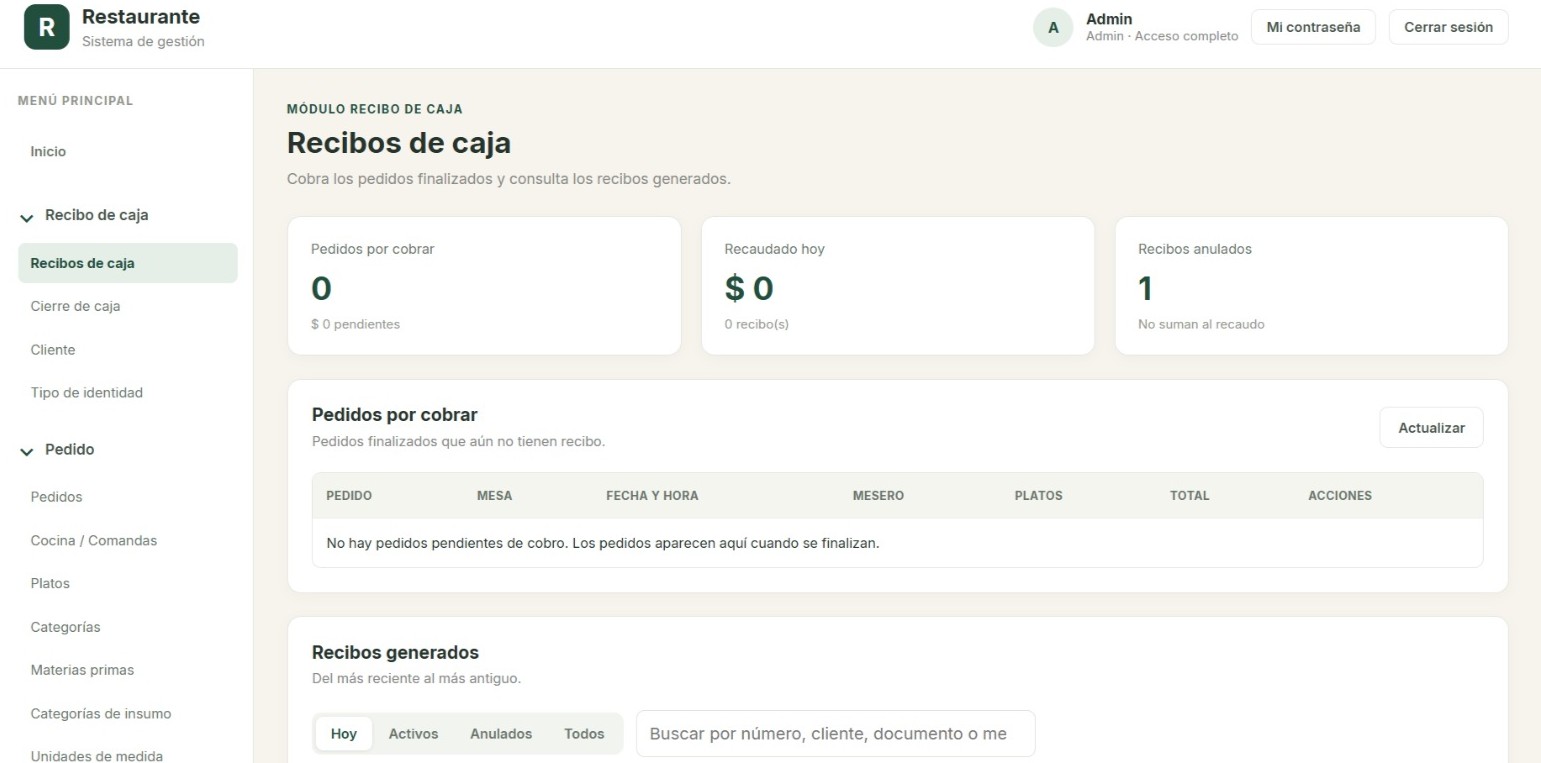 R
Restaurante
Sistema de gestión
A
Admin
Admin · Acceso completo
Mi contraseña
Cerrar sesión
MENÚ PRINCIPAL
Inicio
Recibo de caja
Recibos de caja
Cierre de caja
Cliente
Tipo de identidad
Pedido
Pedidos
Cocina / Comandas
Platos
Categorías
Materias primas
Categorías de insumo
Unidades de medida
MÓDULO RECIBO DE CAJA
Recibos de caja
Cobra los pedidos finalizados y consulta los recibos generados.
Pedidos por cobrar
0
$ 0 pendientes
Recaudado hoy
$ 0
0 recibo(s)
Recibos anulados
1
No suman al recaudo
Pedidos por cobrar
Pedidos finalizados que aún no tienen recibo.
Actualizar
PEDIDO MESA FECHA Y HORA MESERO PLATOS TOTAL ACCIONES
No hay pedidos pendientes de cobro. Los pedidos aparecen aquí cuando se finalizan.
Recibos generados
Del más reciente al más antiguo.
Hoy Activos Anulados Todos
Buscar por número, cliente, documento o me